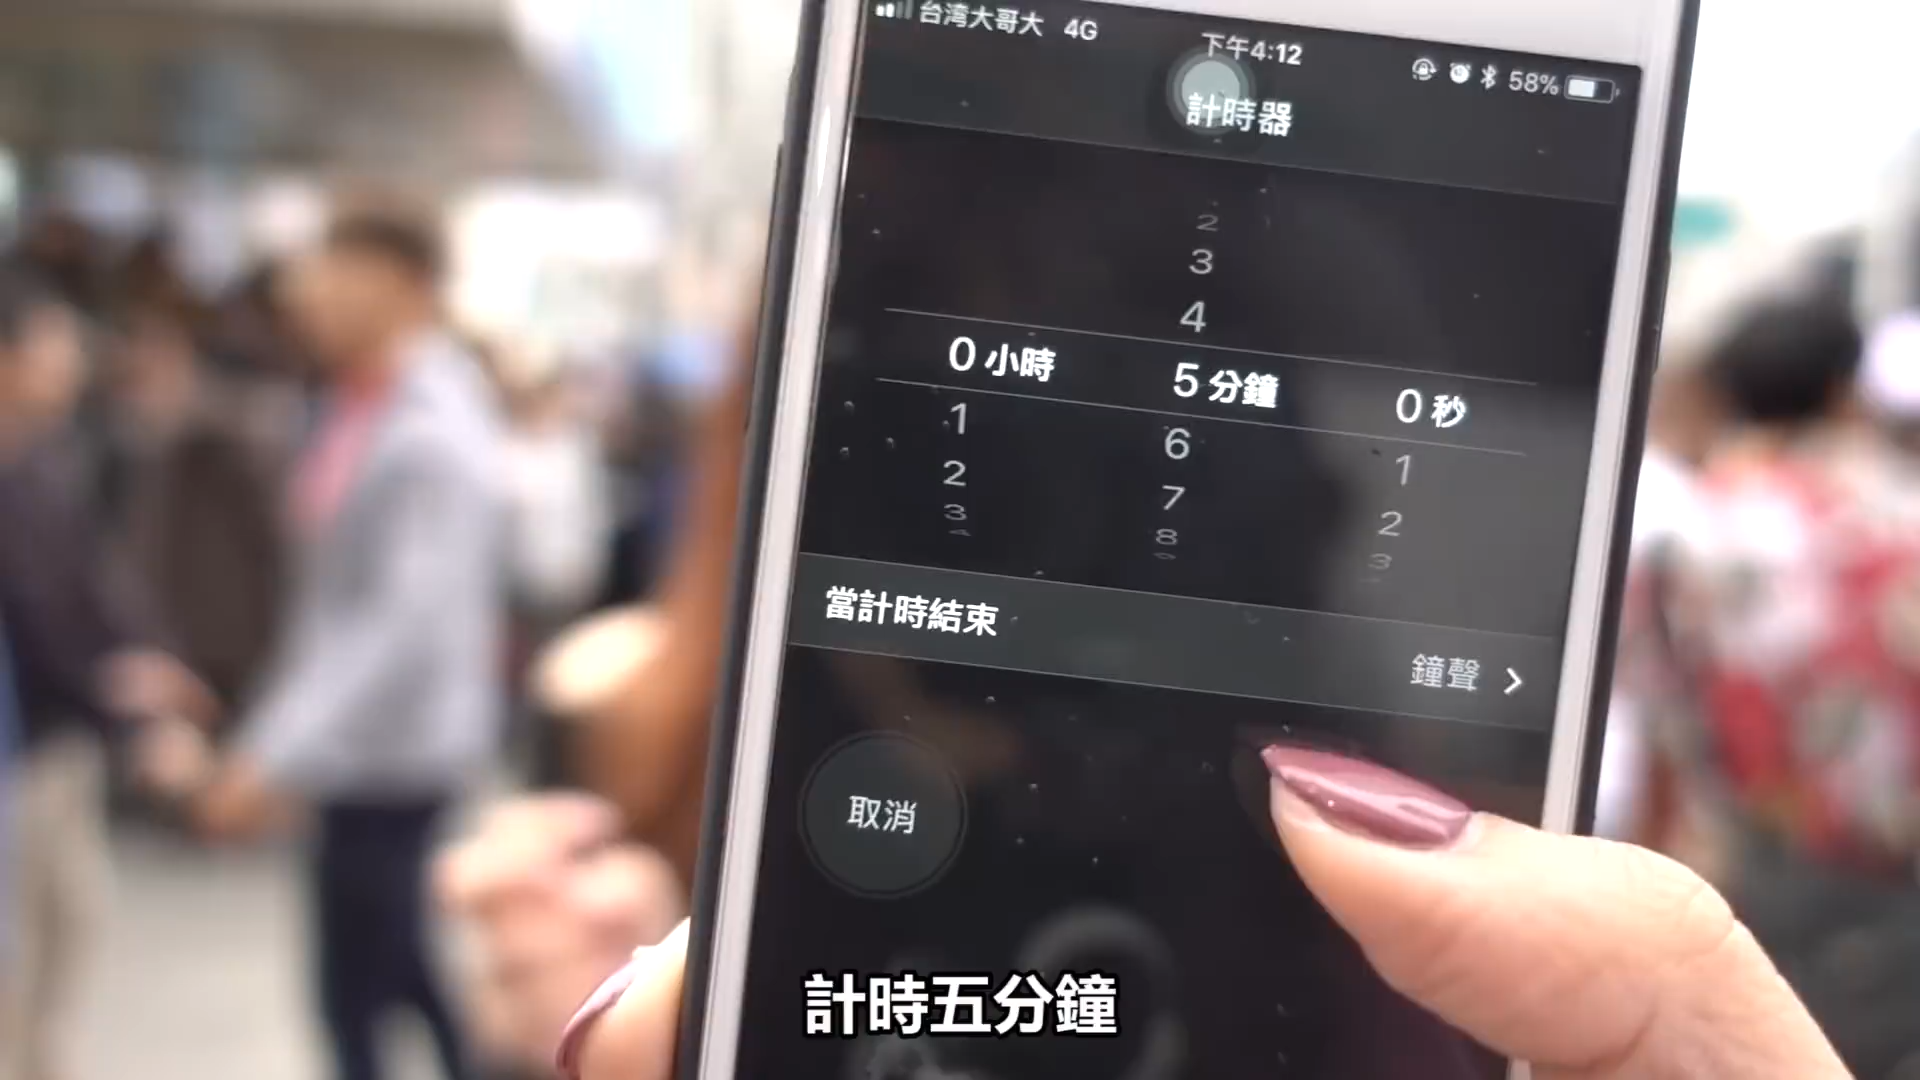 台湾大哥大 4G 下午4:12 58%
計時器
2
3
4
0 小時 5 分鐘 0 秒
1 6 1
2 7 2
3 8 3
當計時結束 鐘聲
取消
計時五分鐘